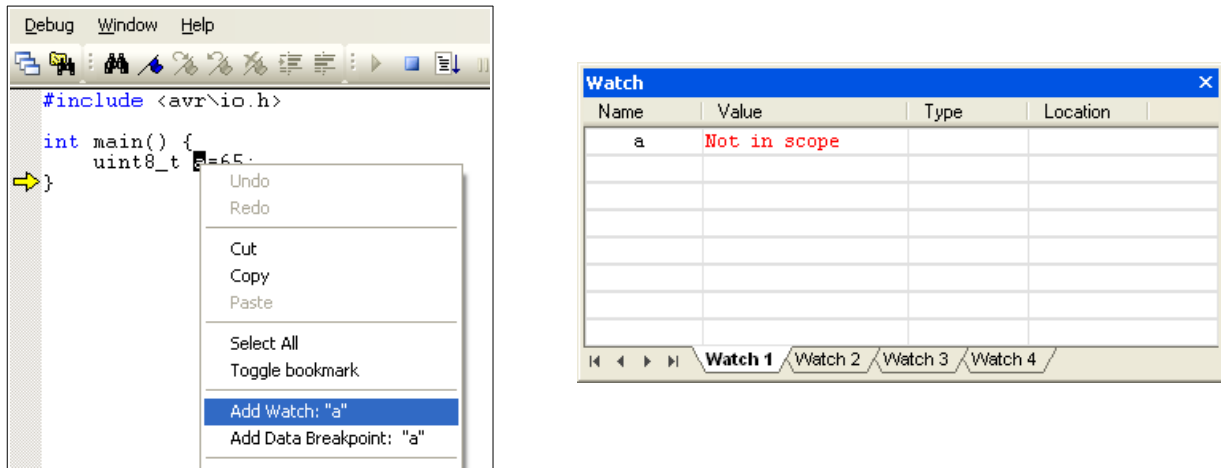 Debug Window Help
#include <avr\io.h>
int main() {
uint8_t a=65;
}
Undo
Redo
Cut
Copy
Paste
Select All
Toggle bookmark
Add Watch: "a"
Add Data Breakpoint: "a"
Watch
Name Value Type Location
a Not in scope
Watch 1 Watch 2 Watch 3 Watch 4